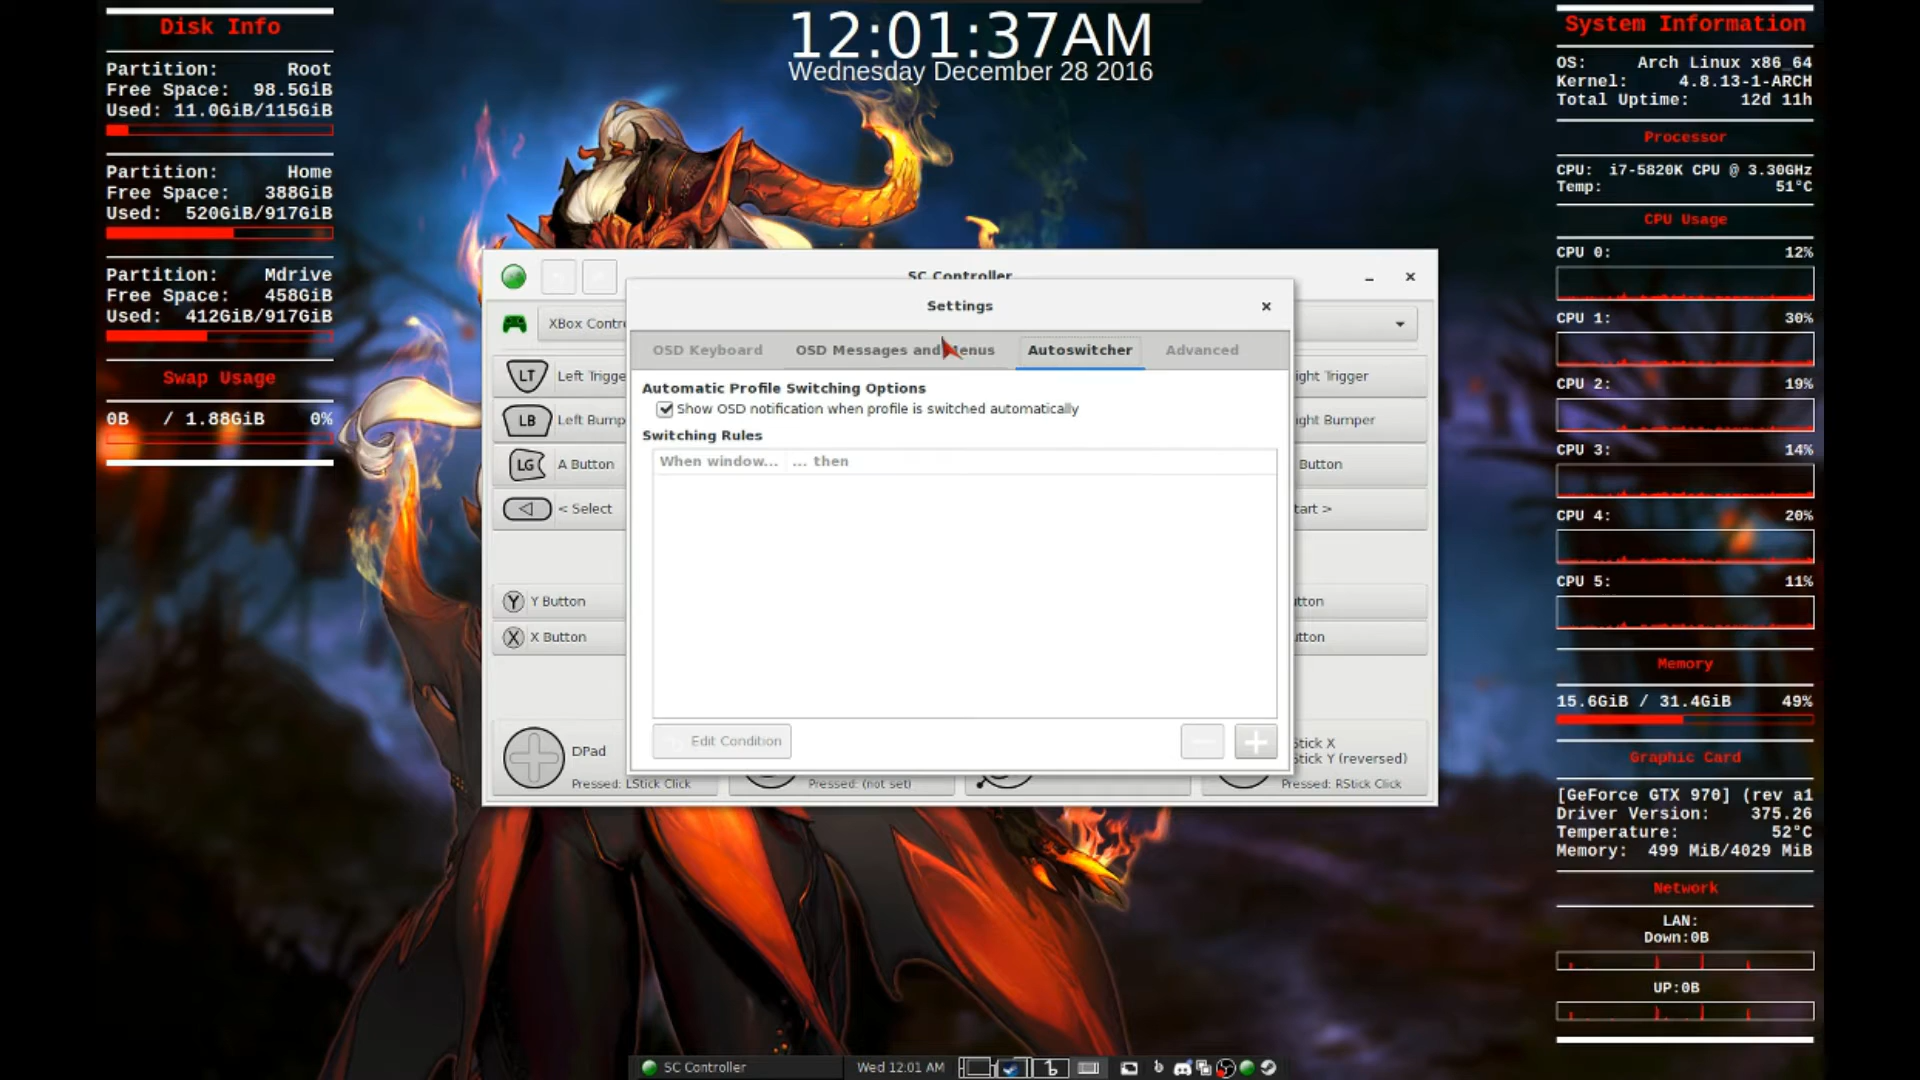 Disk Info
Partition: Root
Free Space: 98.5GiB
Used: 11.0GiB/115GiB
Partition: Home
Free Space: 388GiB
Used: 520GiB/917GiB
Partition: Mdrive
Free Space: 458GiB
Used: 412GiB/917GiB
Swap Usage
0B / 1.88GiB 0%
12:01:37AM
Wednesday December 28 2016
SC Controller
Settings
XBox Contr
OSD Keyboard
OSD Messages and Menus
Autoswitcher
Advanced
Automatic Profile Switching Options
Show OSD notification when profile is switched automatically
Switching Rules
When window... ... then
Edit Condition
LT Left Trigge
LB Left Bump
LG A Button
< Select
Y Y Button
X X Button
DPad
Pressed: LStick Click
Pressed: (not set)
ight Trigger
ight Bumper
Button
tart >
utton
utton
Stick X
Stick Y (reversed)
Pressed: RStick Click
System Information
OS: Arch Linux x86_64
Kernel: 4.8.13-1-ARCH
Total Uptime: 12d 11h
Processor
CPU: i7-5820K CPU @ 3.30GHz
Temp: 51°C
CPU Usage
CPU 0: 12%
CPU 1: 30%
CPU 2: 19%
CPU 3: 14%
CPU 4: 20%
CPU 5: 11%
Memory
15.6GiB / 31.4GiB 49%
Graphic Card
[GeForce GTX 970] (rev a1
Driver Version: 375.26
Temperature: 52°C
Memory: 499 MiB/4029 MiB
Network
LAN:
Down:0B
UP:0B
SC Controller
Wed 12:01 AM